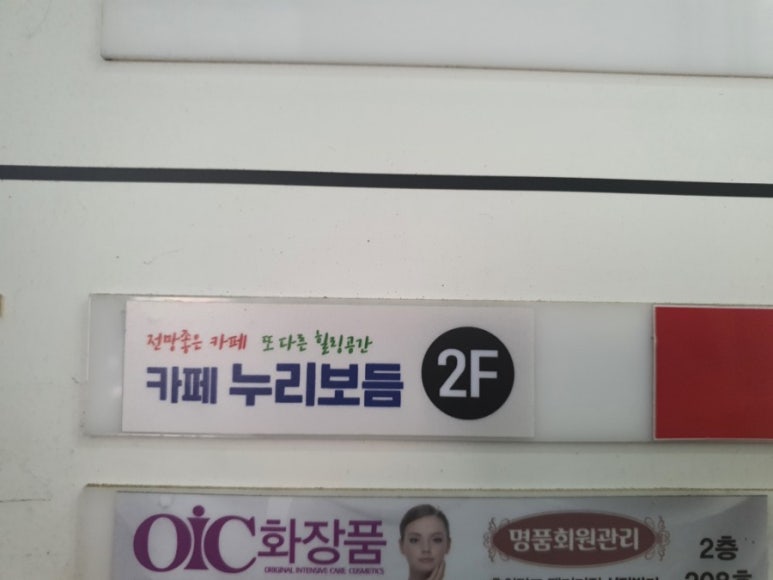 전망좋은 카페 또 다른 힐링공간
카페 누리보듬 2F
OiC화장품
ORIGINAL INTENSIVE CARE COSMETICS
명품회원관리
2층